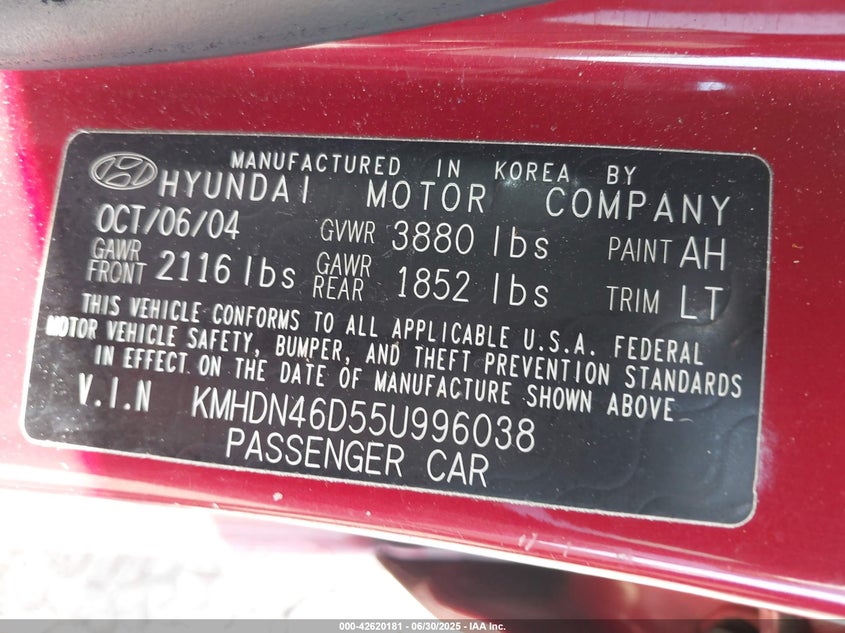 MANUFACTURED IN KOREA BY
HYUNDAI MOTOR COMPANY
OCT/06/04 GVWR 3880 lbs PAINT AH
GAWR FRONT 2116 lbs GAWR REAR 1852 lbs TRIM LT
THIS VEHICLE CONFORMS TO ALL APPLICABLE U.S.A. FEDERAL
MOTOR VEHICLE SAFETY, BUMPER, AND THEFT PREVENTION STANDARDS
IN EFFECT ON THE DATE OF MANUFACTURE SHOWN ABOVE.
V.I.N KMHDN46D55U996038
PASSENGER CAR
000-42620181 - 06/30/2025 - IAA Inc.